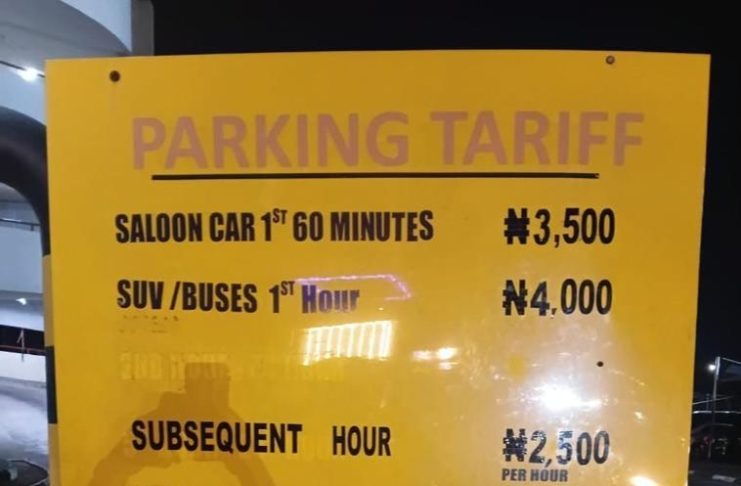 PARKING TARIFF
SALOON CAR 1ST 60 MINUTES ₦3,500
SUV /BUSES 1ST Hour ₦4,000
SUBSEQUENT HOUR ₦2,500
PER HOUR